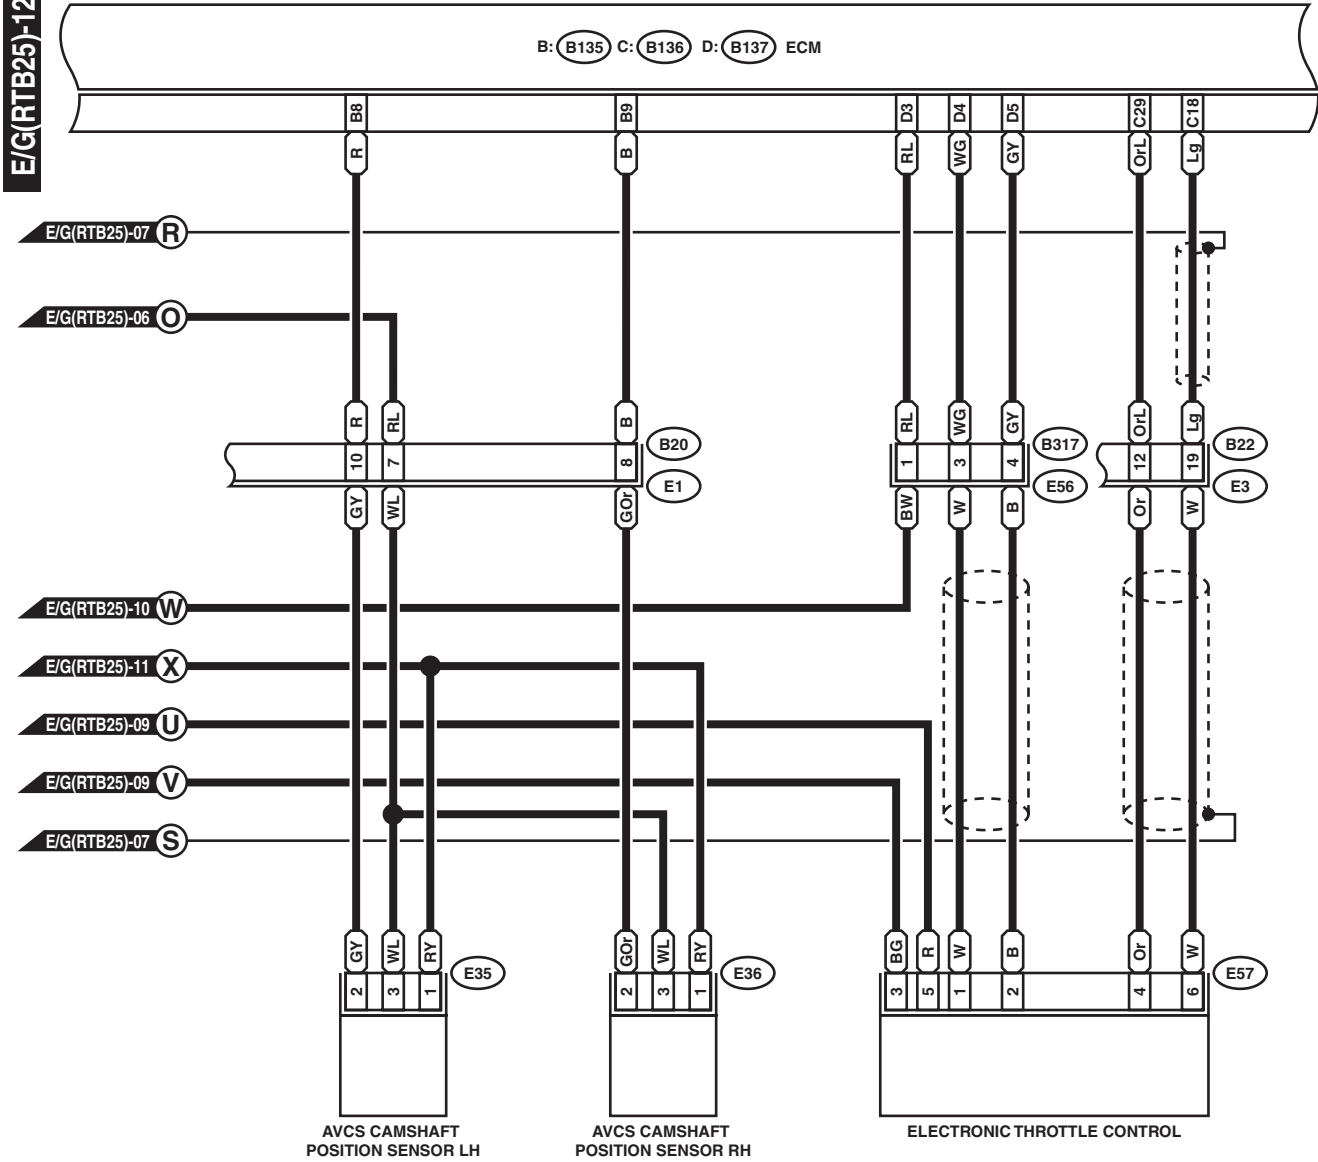 E/G(RTB25)-12
B: B135 C: B136 D: B137 ECM
B8 B9 D3 D4 D5 C29 C18
R B RL WG GY OrL Lg
E/G(RTB25)-07 R
E/G(RTB25)-06 O
R RL B RL WG GY OrL Lg
10 7 8 B20 1 3 4 B317 12 19 B22
E1 E56 E3
GY WL GOr BW W B Or W
E/G(RTB25)-10 W
E/G(RTB25)-11 X
E/G(RTB25)-09 U
E/G(RTB25)-09 V
E/G(RTB25)-07 S
GY WL RY GOr WL RY BG R W B Or W
E35 E36 E57
2 3 1 2 3 1 3 5 1 2 4 6
AVCS CAMSHAFT
POSITION SENSOR LH
AVCS CAMSHAFT
POSITION SENSOR RH
ELECTRONIC THROTTLE CONTROL